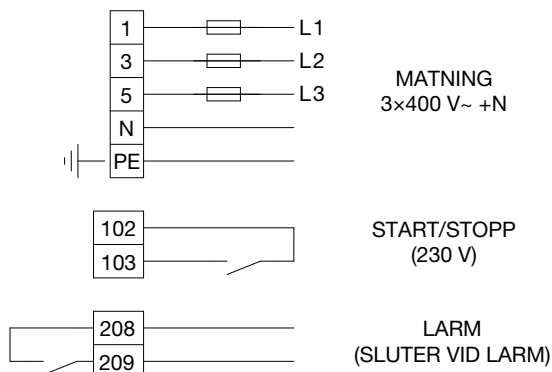 1 L1
3 L2
5 L3
N
PE
MATNING
3×400 V~ +N
102
103
START/STOPP
(230 V)
208
209
LARM
(SLUTER VID LARM)